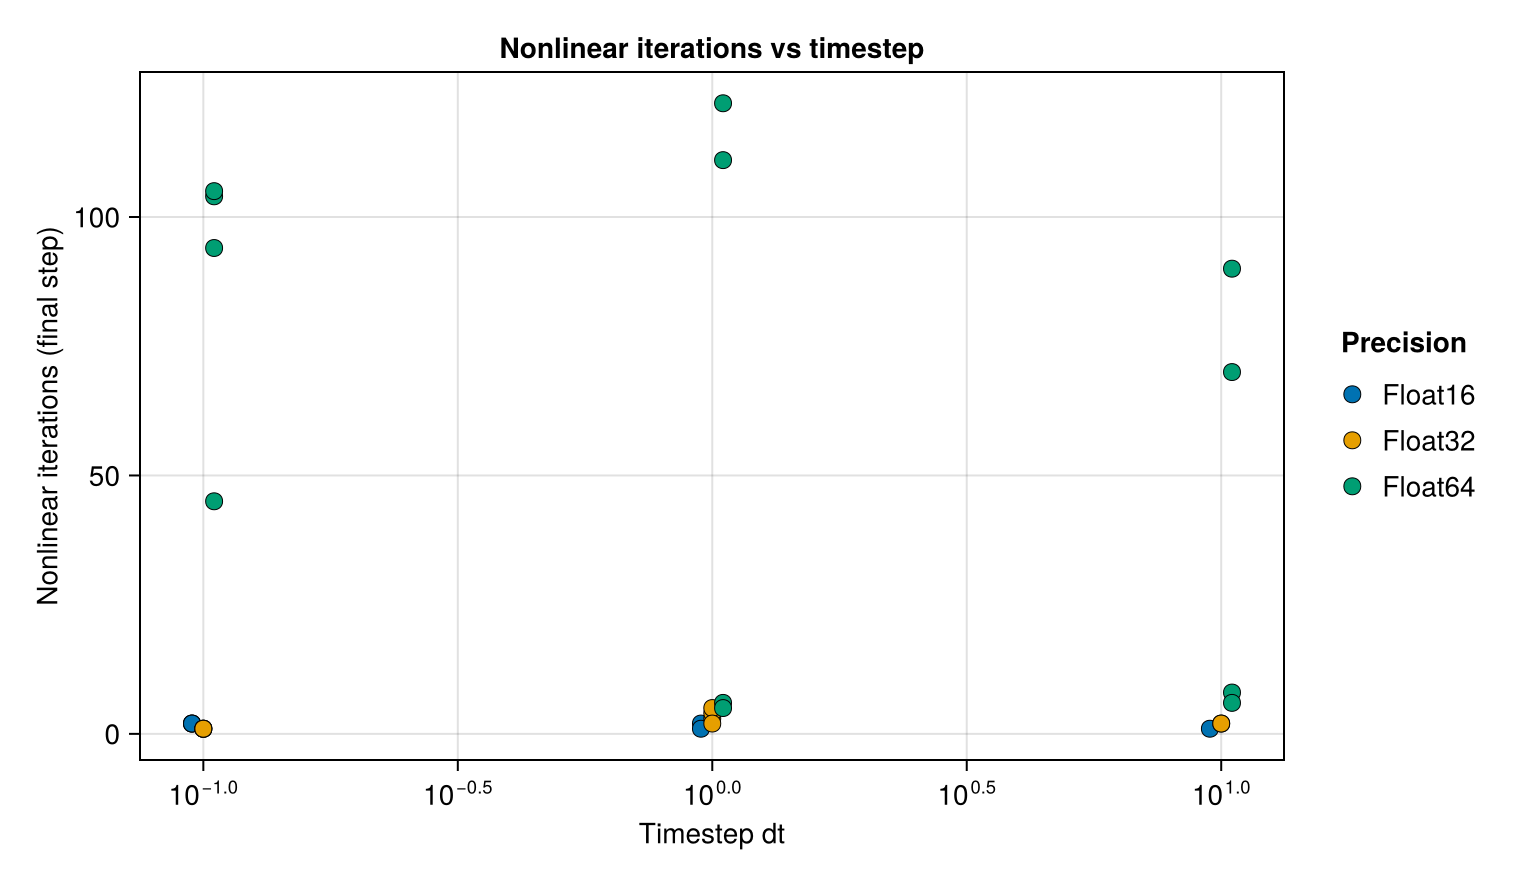 Nonlinear iterations vs timestep
Nonlinear iterations (final step)
100
50
0
10^−1.0
10^−0.5
10^0.0
10^0.5
10^1.0
Timestep dt
Precision
Float16
Float32
Float64